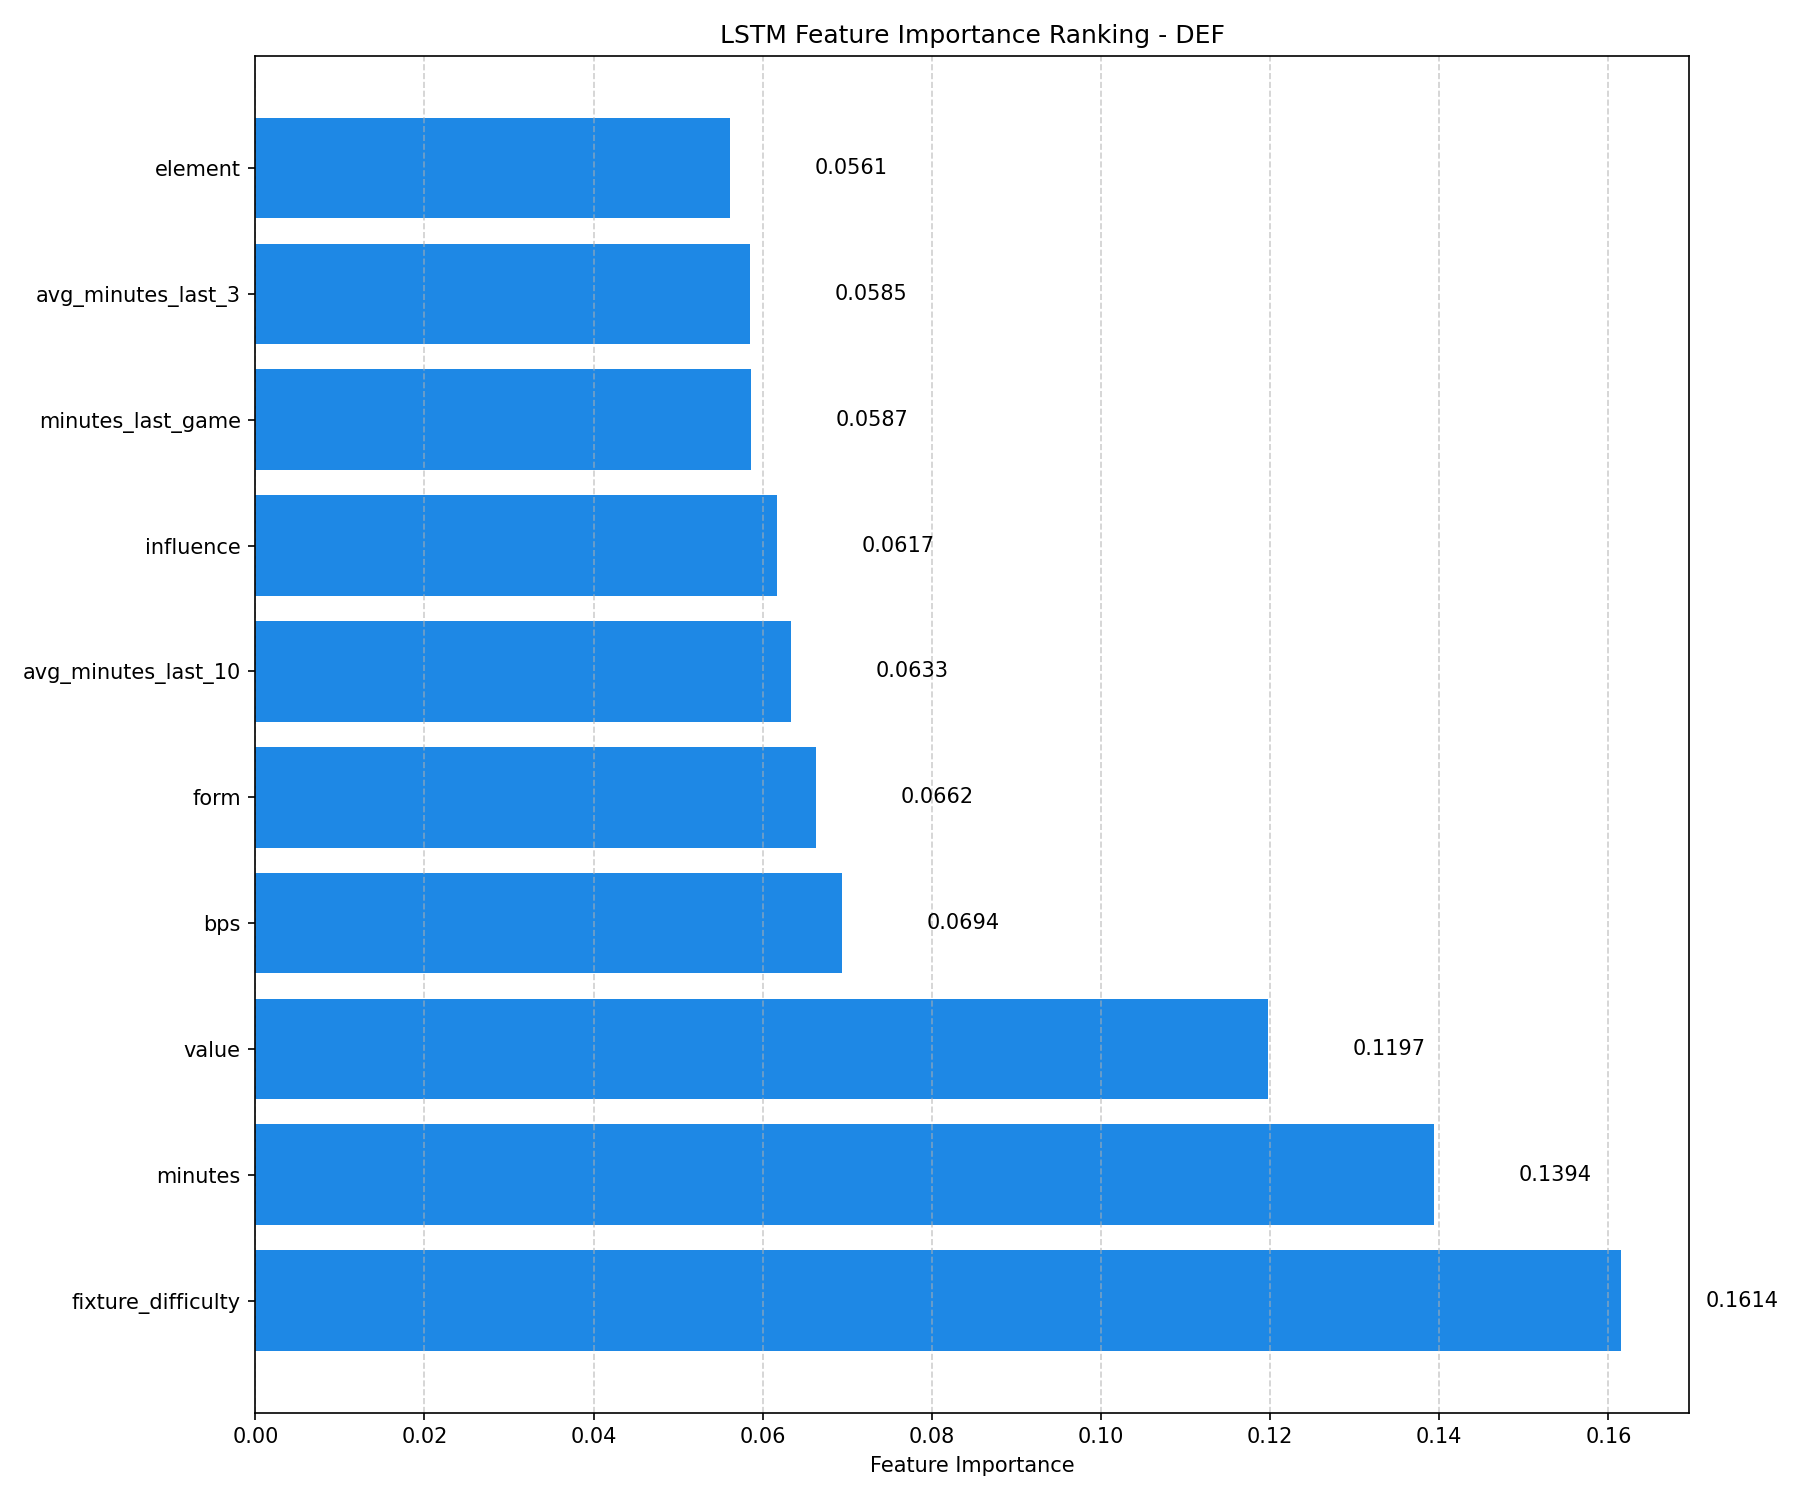 LSTM Feature Importance Ranking - DEF
element 0.0561
avg_minutes_last_3 0.0585
minutes_last_game 0.0587
influence 0.0617
avg_minutes_last_10 0.0633
form 0.0662
bps 0.0694
value 0.1197
minutes 0.1394
fixture_difficulty 0.1614
0.00 0.02 0.04 0.06 0.08 0.10 0.12 0.14 0.16
Feature Importance